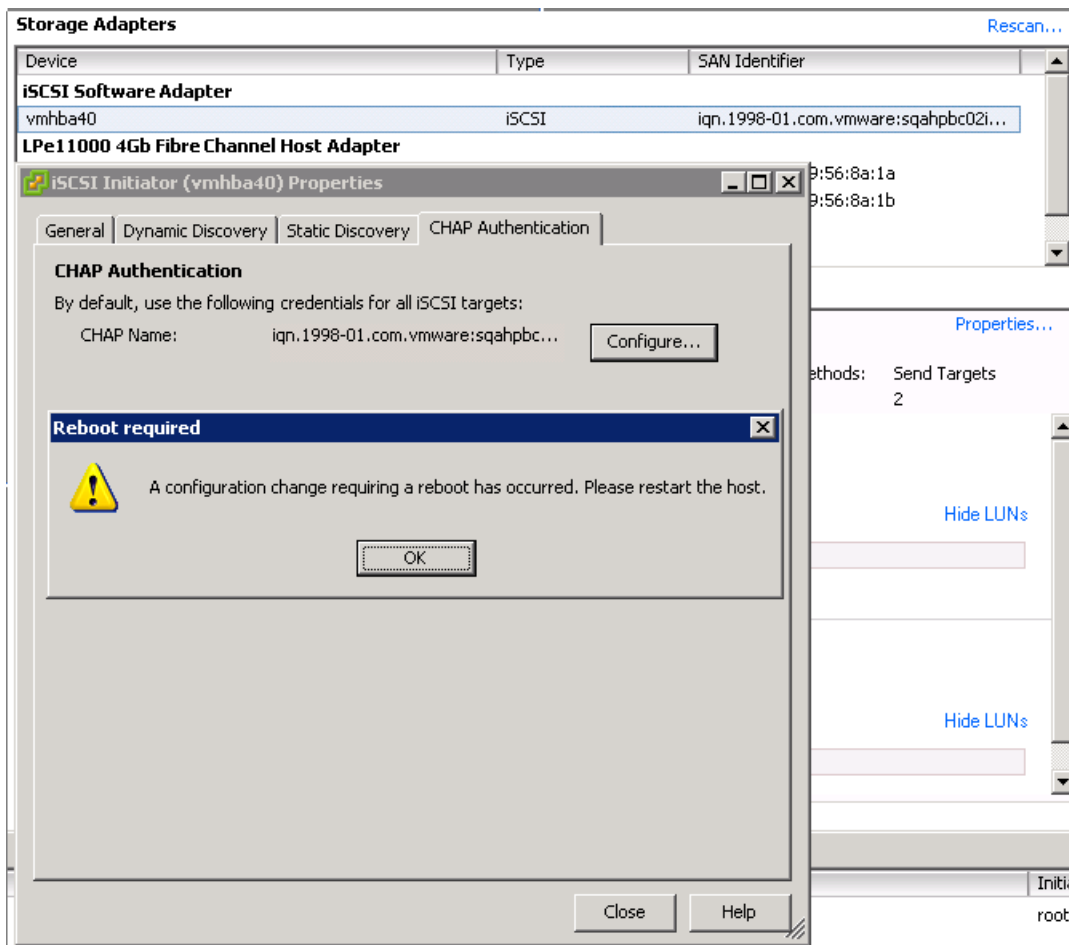 Storage Adapters
Rescan...
Device Type SAN Identifier
iSCSI Software Adapter
vmhba40 iSCSI iqn.1998-01.com.vmware:sqahpbc02i...
LPe11000 4Gb Fibre Channel Host Adapter
9:56:8a:1a
9:56:8a:1b
iSCSI Initiator (vmhba40) Properties
General Dynamic Discovery Static Discovery CHAP Authentication
CHAP Authentication
By default, use the following credentials for all iSCSI targets:
CHAP Name: iqn.1998-01.com.vmware:sqahpbc... Configure...
Properties...
ethods: Send Targets
2
Reboot required
A configuration change requiring a reboot has occurred. Please restart the host.
OK
Hide LUNs
Hide LUNs
Close Help
Initia
root